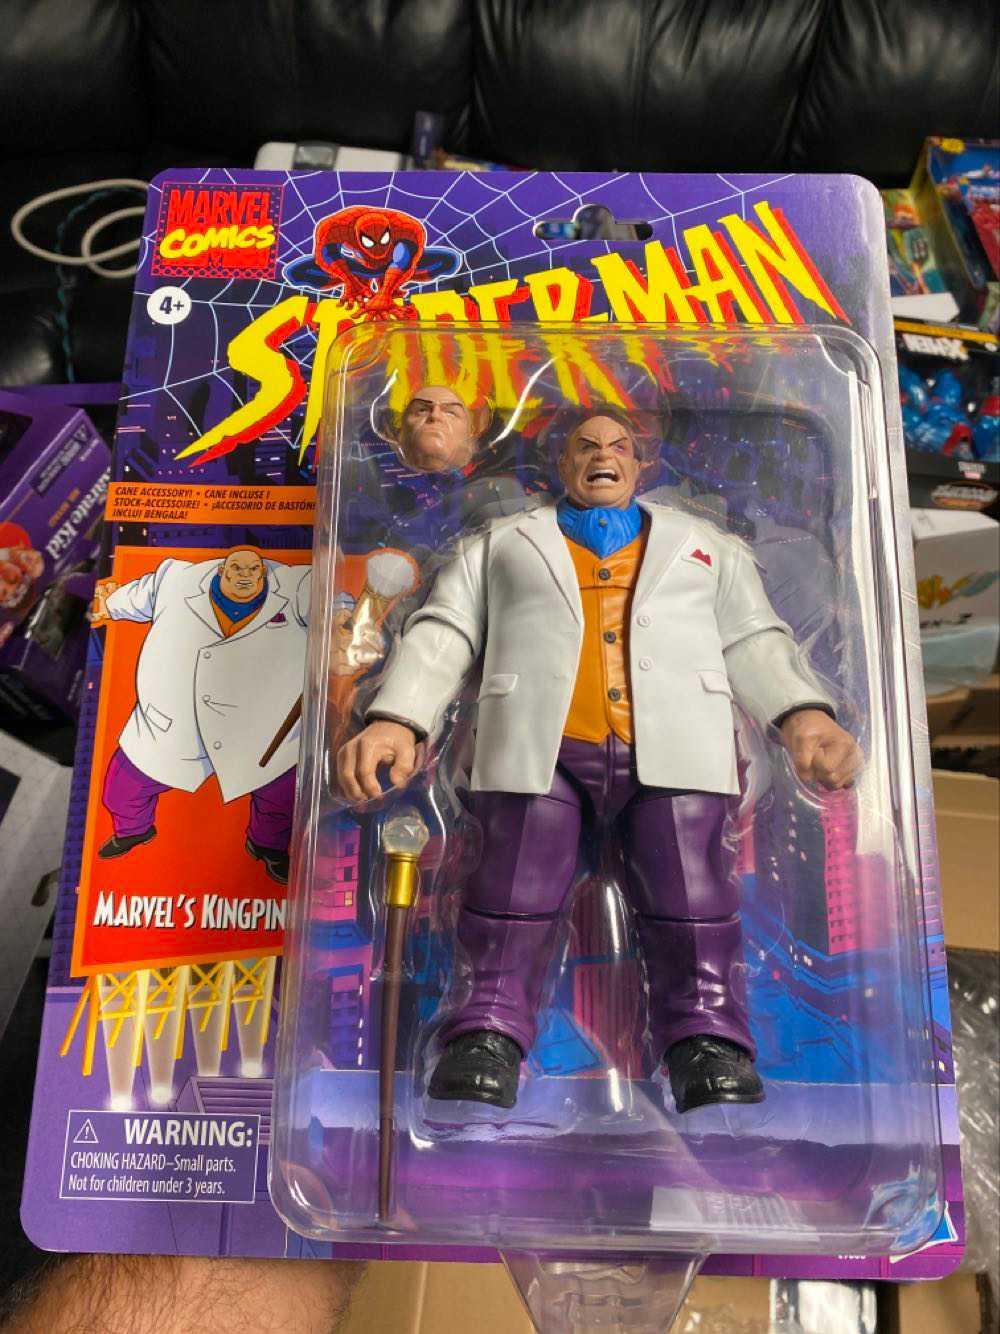 MARVEL
COMICS
SPIDER-MAN
4+
CANE ACCESSORY! • CANE INCLUSE !
STOCK-ACCESSOIRE! • ¡ACCESORIO DE BASTÓN!
INCLUI BENGALA!
MARVEL'S KINGPIN
WARNING:
CHOKING HAZARD–Small parts.
Not for children under 3 years.
X-MEN